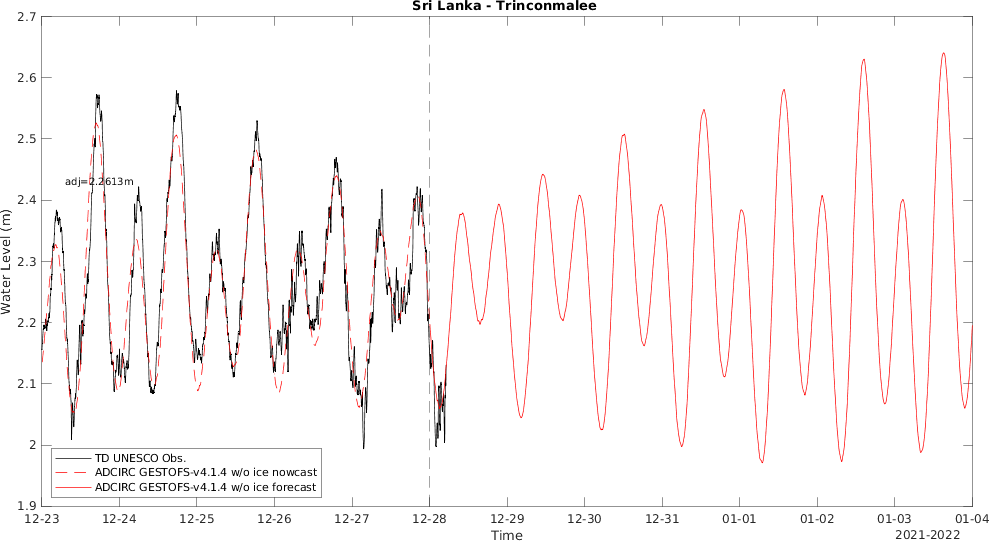 Sri Lanka - Trinconmalee
2.7
2.6
2.5
2.4
2.3
2.2
2.1
2
1.9
Water Level (m)
adj=2.2613m
TD UNESCO Obs.
ADCIRC GESTOFS-v4.1.4 w/o ice nowcast
ADCIRC GESTOFS-v4.1.4 w/o ice forecast
12-23 12-24 12-25 12-26 12-27 12-28 12-29 12-30 12-31 01-01 01-02 01-03 01-04
Time
2021-2022